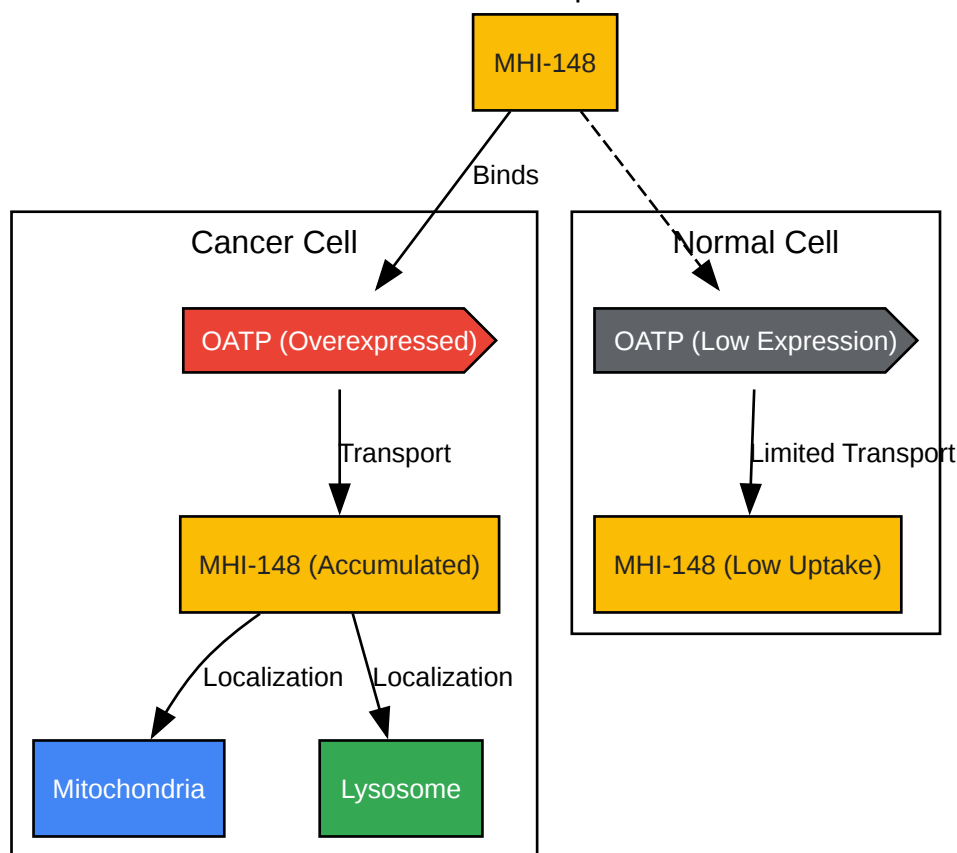 MHI-148
Binds
Cancer Cell
Normal Cell
OATP (Overexpressed)
OATP (Low Expression)
Transport
Limited Transport
MHI-148 (Accumulated)
MHI-148 (Low Uptake)
Localization
Localization
Mitochondria
Lysosome